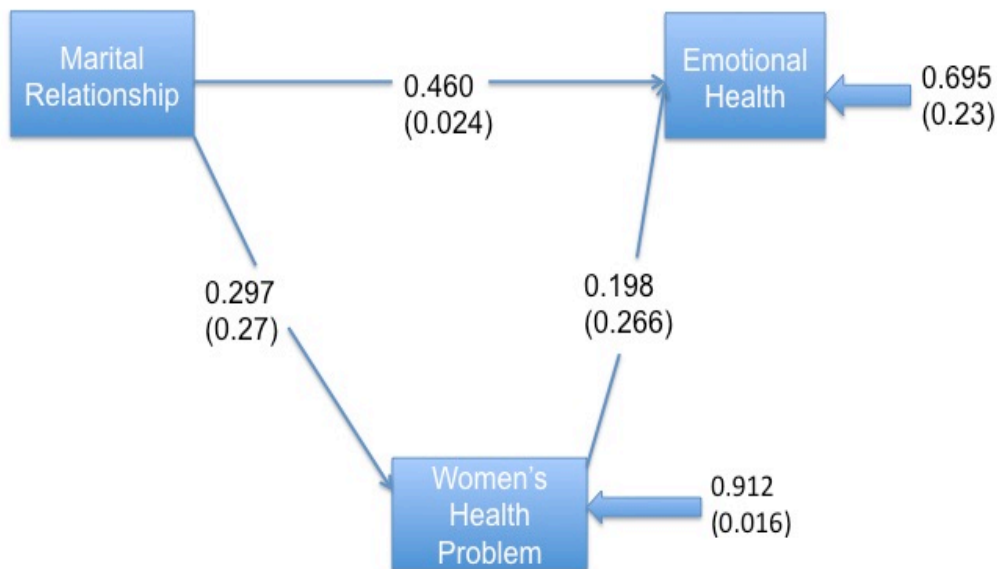 Marital
Relationship
0.460
(0.024)
Emotional
Health
0.695
(0.23)
0.297
(0.27)
0.198
(0.266)
Women’s
Health
Problem
0.912
(0.016)